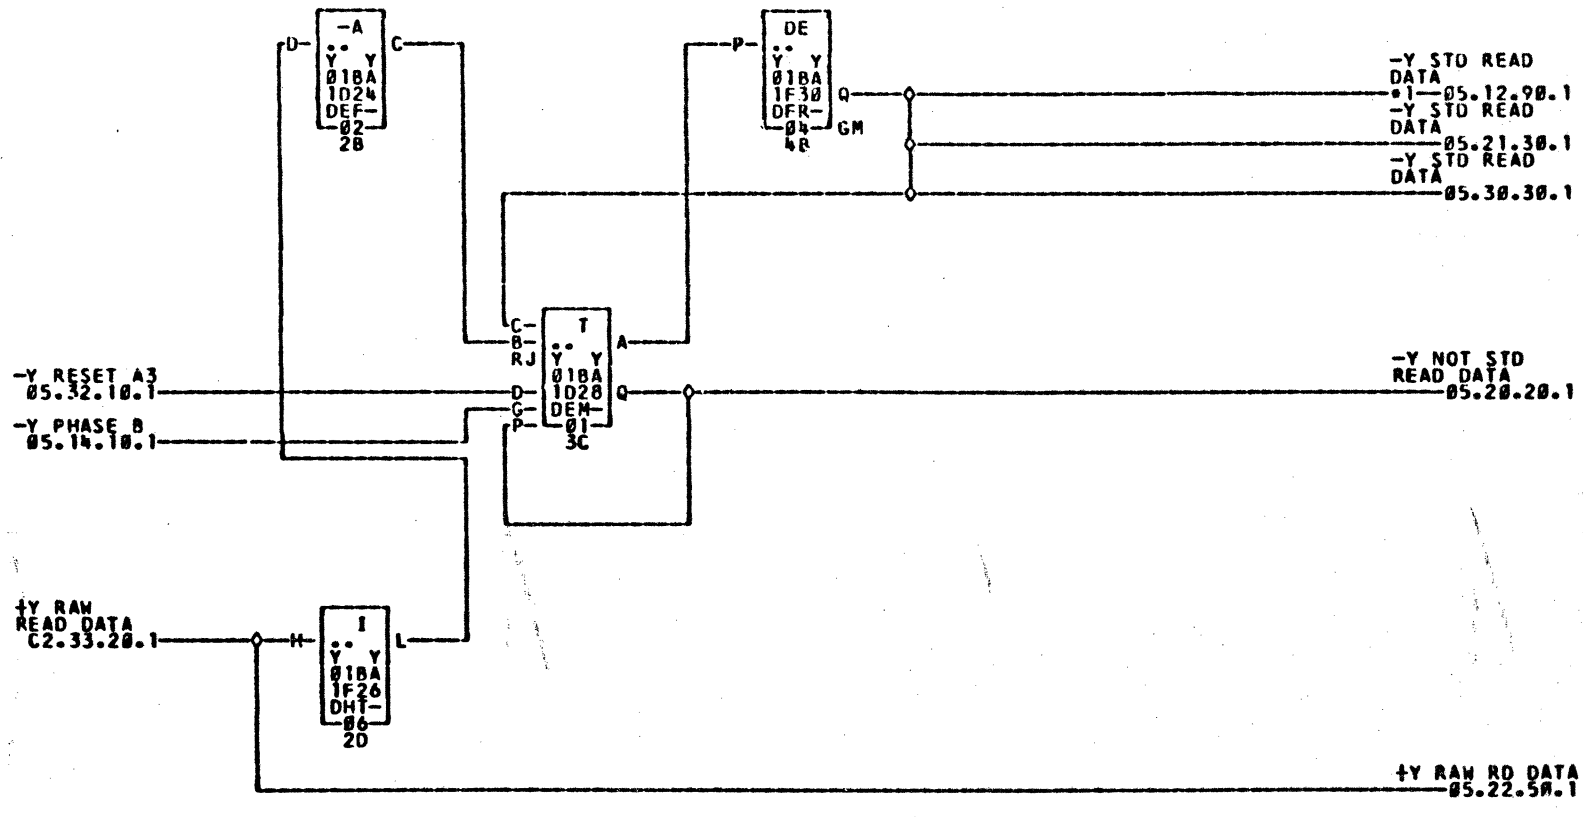 -A
D-
C
Y Y
01BA
1D24
DEF-
02
2B
DE
P-
Y Y
01BA
1F30
DFR-
04
4B
Q
GM
-Y STD READ
DATA
*1 05.12.90.1
-Y STD READ
DATA
05.21.30.1
-Y STD READ
DATA
05.30.30.1
T
C-
B-
RJ
D-
G-
P-
Y Y
01BA
1D28
DEM-
01
3C
A
Q
-Y RESET A3
05.32.10.1
-Y PHASE B
05.14.10.1
-Y NOT STD
READ DATA
05.20.20.1
+Y RAW
READ DATA
C2.33.20.1
H-
I
Y Y
01BA
1F26
DHT-
06
2D
L
+Y RAW RD DATA
05.22.50.1